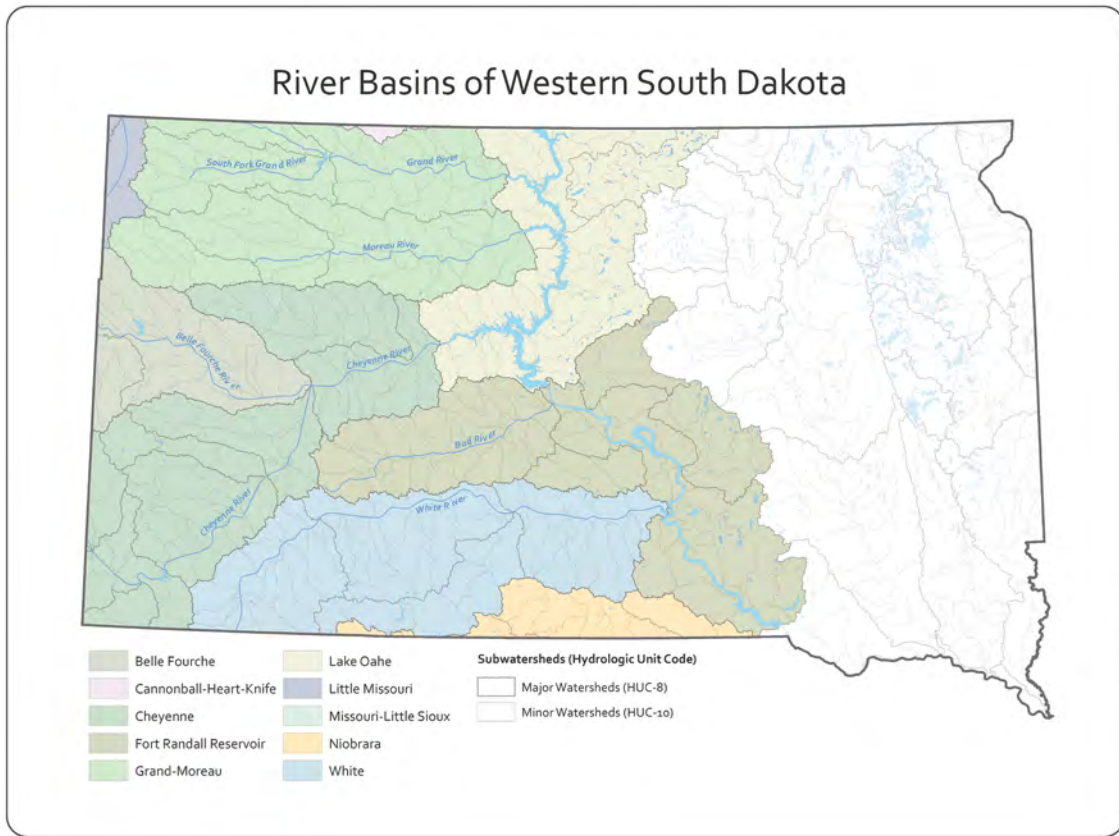 River Basins of Western South Dakota
South Fork Grand River
Grand River
Moreau River
Belle Fourche River
Cheyenne River
Bad River
Cheyenne River
White River
Belle Fourche
Cannonball-Heart-Knife
Cheyenne
Fort Randall Reservoir
Grand-Moreau
Lake Oahe
Little Missouri
Missouri-Little Sioux
Niobrara
White
Subwatersheds (Hydrologic Unit Code)
Major Watersheds (HUC-8)
Minor Watersheds (HUC-10)